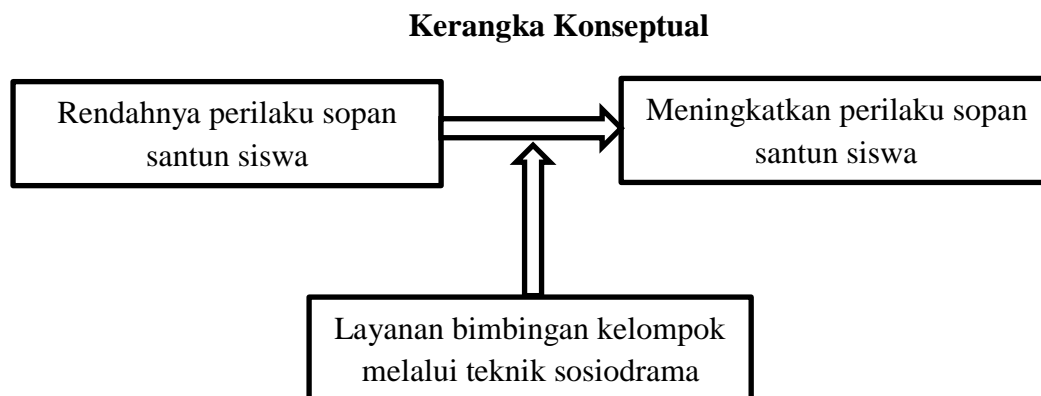 Kerangka Konseptual
Rendahnya perilaku sopan
santun siswa
Meningkatkan perilaku sopan
santun siswa
Layanan bimbingan kelompok
melalui teknik sosiodrama